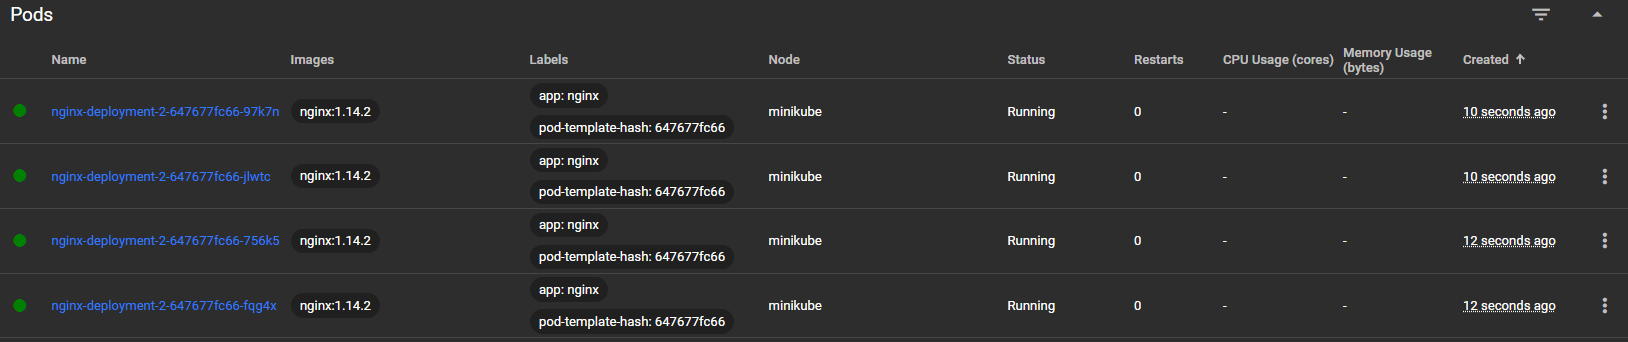 Pods
Name Images Labels Node Status Restarts CPU Usage (cores) Memory Usage (bytes) Created
nginx-deployment-2-647677fc66-97k7n nginx:1.14.2 app: nginx pod-template-hash: 647677fc66 minikube Running 0 - - 10 seconds ago
nginx-deployment-2-647677fc66-jlwtc nginx:1.14.2 app: nginx pod-template-hash: 647677fc66 minikube Running 0 - - 10 seconds ago
nginx-deployment-2-647677fc66-756k5 nginx:1.14.2 app: nginx pod-template-hash: 647677fc66 minikube Running 0 - - 12 seconds ago
nginx-deployment-2-647677fc66-fqg4x nginx:1.14.2 app: nginx pod-template-hash: 647677fc66 minikube Running 0 - - 12 seconds ago